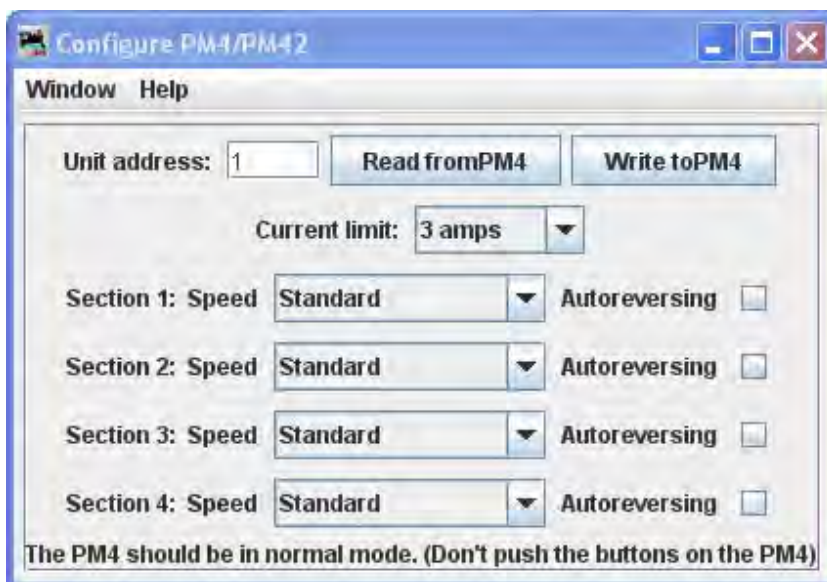 Configure PM4/PM42
Window Help
Unit address: 1 Read fromPM4 Write toPM4
Current limit: 3 amps
Section 1: Speed Standard Autoreversing
Section 2: Speed Standard Autoreversing
Section 3: Speed Standard Autoreversing
Section 4: Speed Standard Autoreversing
The PM4 should be in normal mode. (Don't push the buttons on the PM4)